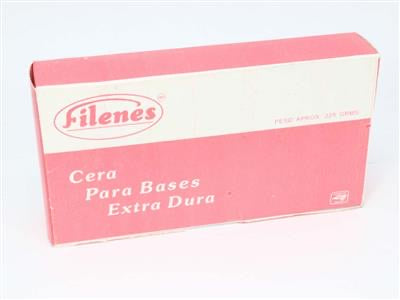 Filenes
PESO APROX. 225 GRMS.
Cera
Para Bases
Extra Dura